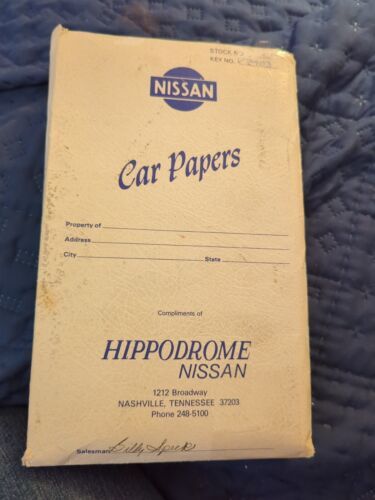 STOCK NO.
KEY NO.
NISSAN
Car Papers
Property of
Address
City State
Compliments of
HIPPODROME
NISSAN
1212 Broadway
NASHVILLE, TENNESSEE 37203
Phone 248-5100
Salesman Billy